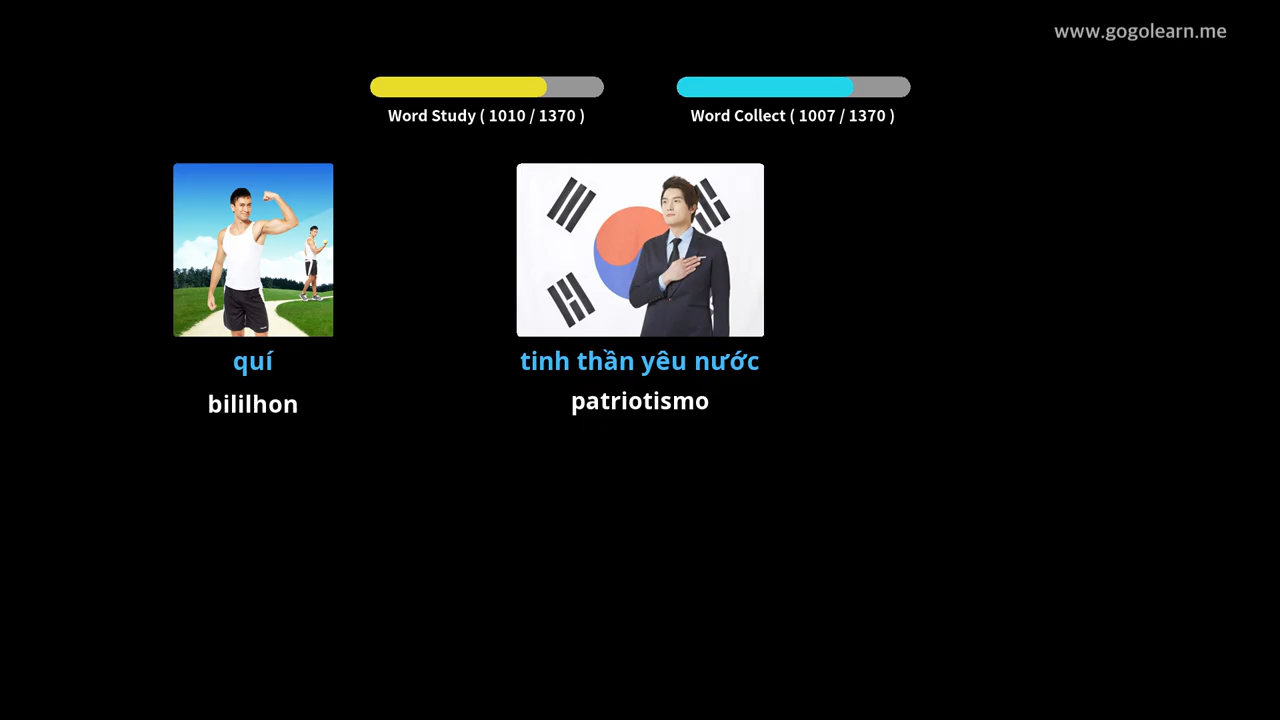 www.gogolearn.me
Word Study ( 1010 / 1370 )
Word Collect ( 1007 / 1370 )
quí
bililhon
tinh thần yêu nước
patriotismo